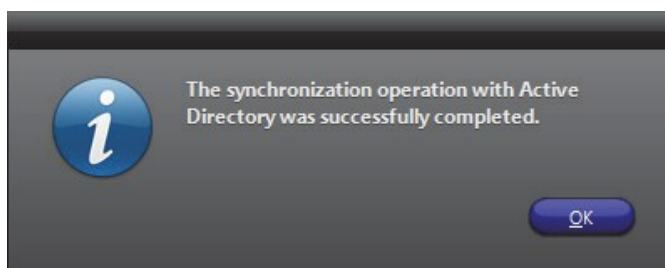 The synchronization operation with Active
Directory was successfully completed.
OK